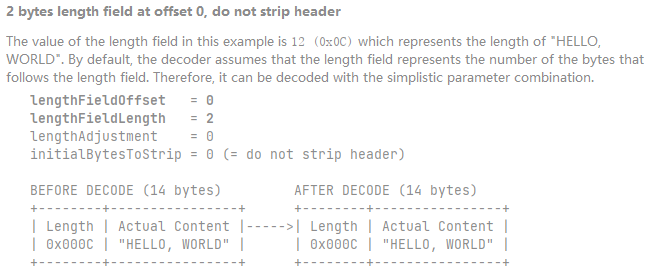 2 bytes length field at offset 0, do not strip header
The value of the length field in this example is 12 (0x0C) which represents the length of "HELLO,
WORLD". By default, the decoder assumes that the length field represents the number of the bytes that
follows the length field. Therefore, it can be decoded with the simplistic parameter combination.
lengthFieldOffset   = 0
lengthFieldLength   = 2
lengthAdjustment    = 0
initialBytesToStrip = 0 (= do not strip header)
BEFORE DECODE (14 bytes)         AFTER DECODE (14 bytes)
+--------+----------------+      +--------+----------------+
| Length | Actual Content |----->| Length | Actual Content |
| 0x000C | "HELLO, WORLD" |      | 0x000C | "HELLO, WORLD" |
+--------+----------------+      +--------+----------------+